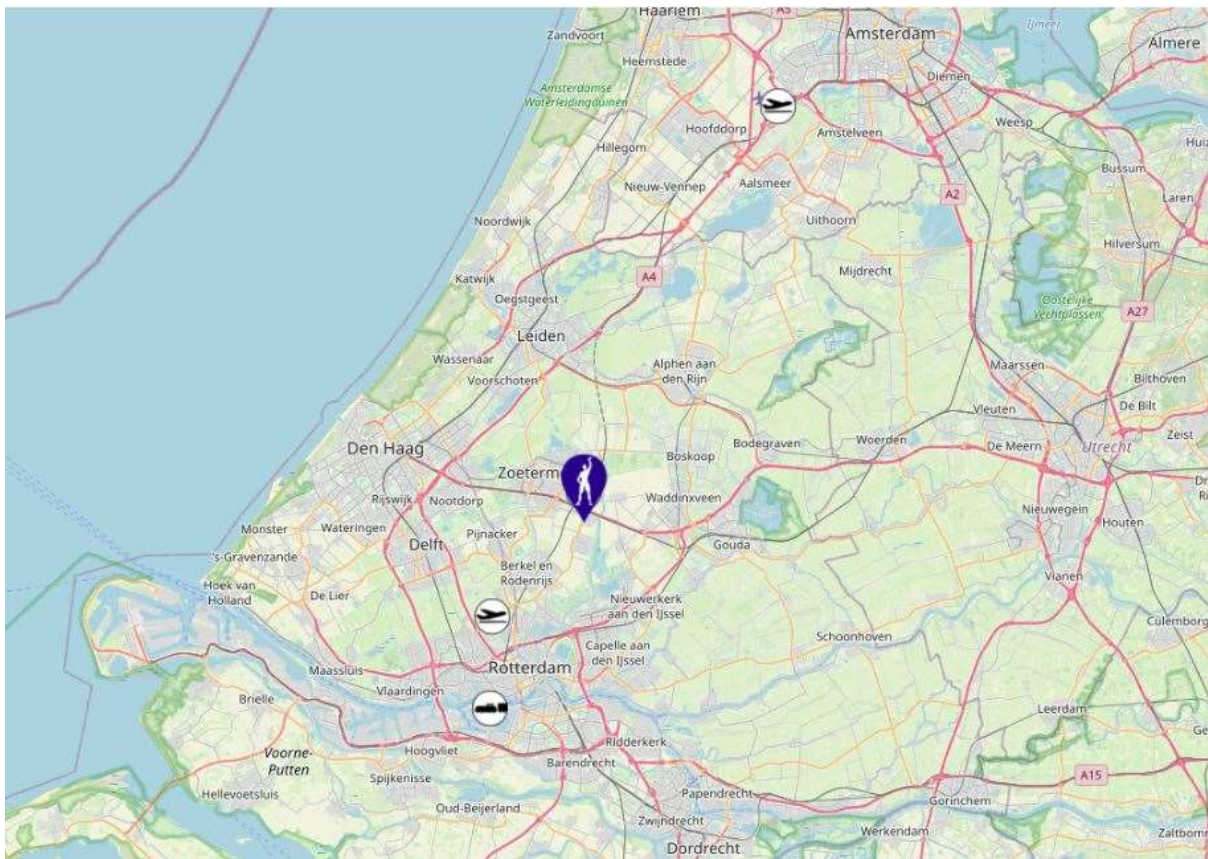 Haarlem
A5
IJmeer
Zandvoort
Amsterdam
Almere
Heemstede
Diemen
Amsterdamse
Waterleidingduinen
Weesp
Hoofddorp
Amstelveen
Hillegom
Bussum
Huiz
Nieuw-Vennep
Aalsmeer
A2
Laren
Noordwijk
Uithoorn
Hilversum
Katwijk
A4
Mijdrecht
Oegstgeest
Oostelijke
Vechtplassen
A27
Leiden
Wassenaar
Alphen aan
den Rijn
Maarssen
Voorschoten
Bilthoven
Vleuten
De Bilt
Den Haag
Bodegraven
Woerden
De Meern
Utrecht
Zeist
Zoeterm
Boskoop
Rijswijk
Nootdorp
Waddinxveen
Nieuwegein
Monster
Wateringen
Pijnacker
Houten
Delft
Gouda
's-Gravenzande
Berkel en
Rodenrijs
Hoek van
Holland
De Lier
Nieuwerkerk
aan den IJssel
Vianen
Culemborg
Schoonhoven
Capelle aan
den IJssel
Maassluis
Rotterdam
Vlaardingen
Brielle
Leerdam
Ridderkerk
Hoogvliet
Voorne-
Putten
Barendrecht
Spijkenisse
A15
Hellevoetsluis
Papendrecht
Gorinchem
Oud-Beijerland
Zwijndrecht
Werkendam
Zaltbomm
Dordrecht